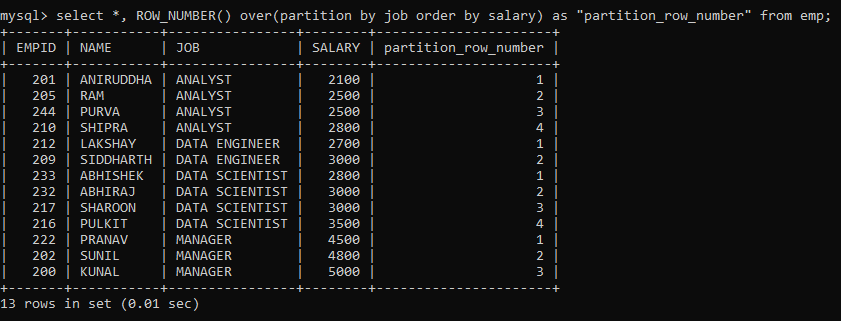 mysql> select *, ROW_NUMBER() over(partition by job order by salary) as "partition_row_number" from emp;
+-------+-----------+----------------+--------+----------------------+
| EMPID | NAME      | JOB            | SALARY | partition_row_number |
+-------+-----------+----------------+--------+----------------------+
|   201 | ANIRUDDHA | ANALYST        |   2100 |                    1 |
|   205 | RAM       | ANALYST        |   2500 |                    2 |
|   244 | PURVA     | ANALYST        |   2500 |                    3 |
|   210 | SHIPRA    | ANALYST        |   2800 |                    4 |
|   212 | LAKSHAY   | DATA ENGINEER  |   2700 |                    1 |
|   209 | SIDDHARTH | DATA ENGINEER  |   3000 |                    2 |
|   233 | ABHISHEK  | DATA SCIENTIST |   2800 |                    1 |
|   232 | ABHIRAJ   | DATA SCIENTIST |   3000 |                    2 |
|   217 | SHAROON   | DATA SCIENTIST |   3000 |                    3 |
|   216 | PULKIT    | DATA SCIENTIST |   3500 |                    4 |
|   222 | PRANAV    | MANAGER        |   4500 |                    1 |
|   202 | SUNIL     | MANAGER        |   4800 |                    2 |
|   200 | KUNAL     | MANAGER        |   5000 |                    3 |
+-------+-----------+----------------+--------+----------------------+
13 rows in set (0.01 sec)